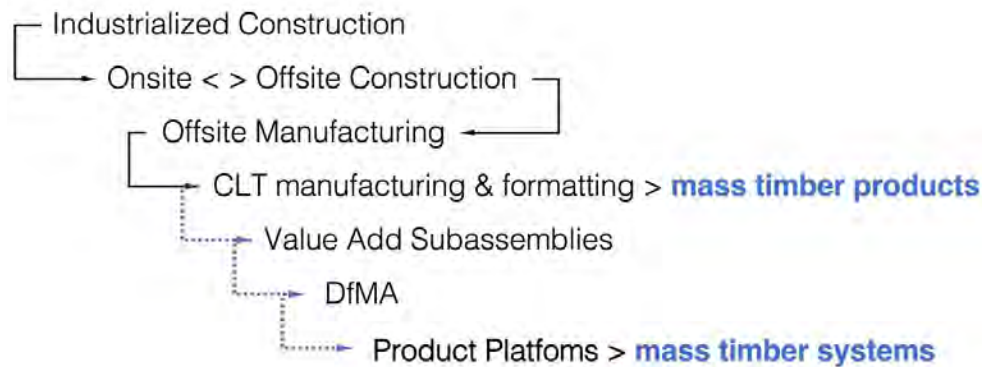 Industrialized Construction
Onsite < > Offsite Construction
Offsite Manufacturing
CLT manufacturing & formatting > mass timber products
Value Add Subassemblies
DfMA
Product Platfoms > mass timber systems